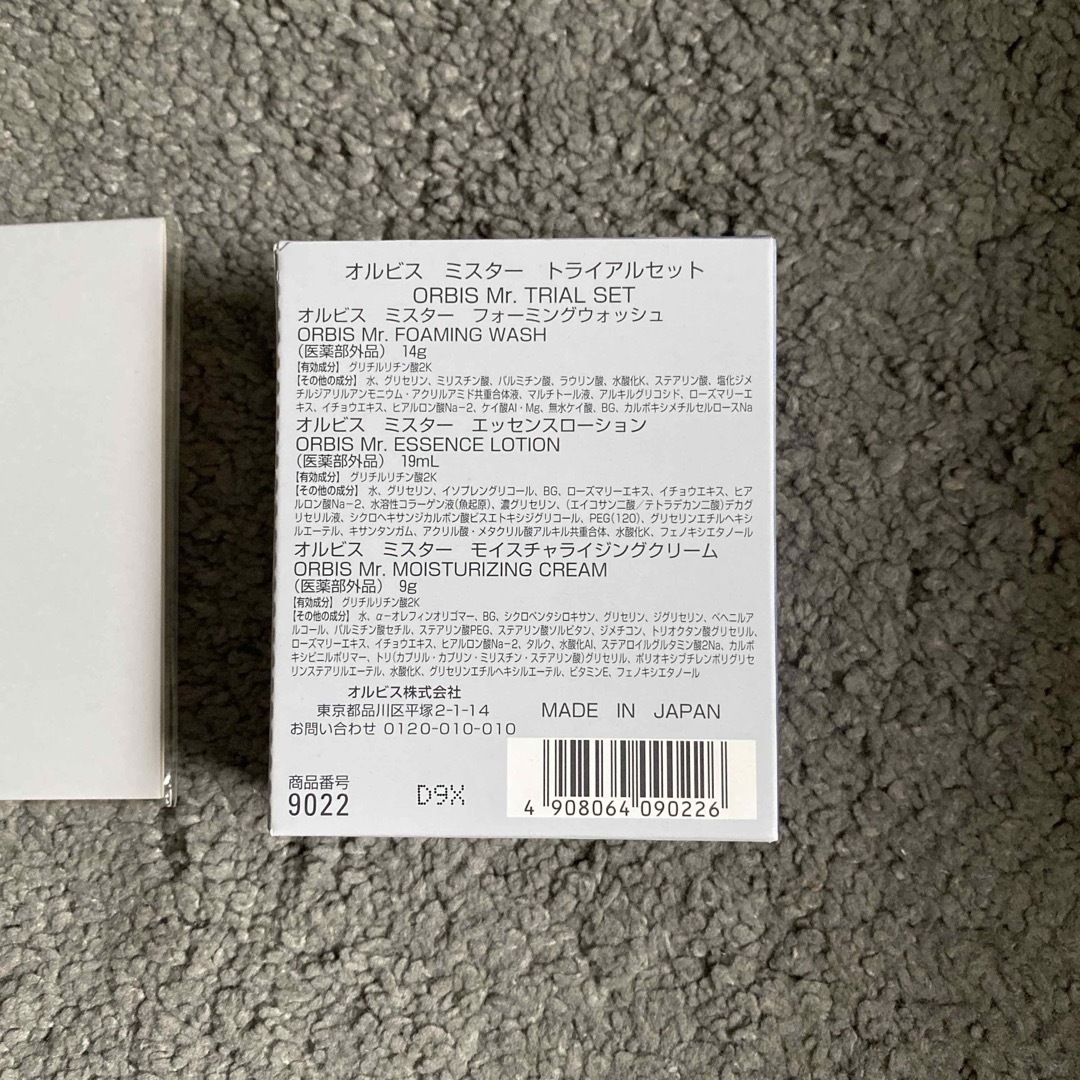 オルビス　ミスター　トライアルセット
ORBIS Mr. TRIAL SET
オルビス　ミスター　フォーミングウォッシュ
ORBIS Mr. FOAMING WASH
（医薬部外品）　14g
【有効成分】 グリチルリチン酸2K
【その他の成分】 水、グリセリン、ミリスチン酸、パルミチン酸、ラウリン酸、水酸化K、ステアリン酸、塩化ジメ
チルジアリルアンモニウム・アクリルアミド共重合体液、マルチトール液、アルキルグリコシド、ローズマリーエ
キス、イチョウエキス、ヒアルロン酸Na－2、ケイ酸Al・Mg、無水ケイ酸、BG、カルボキシメチルセルロースNa
オルビス　ミスター　エッセンスローション
ORBIS Mr. ESSENCE LOTION
（医薬部外品）　19mL
【有効成分】 グリチルリチン酸2K
【その他の成分】 水、グリセリン、イソプレングリコール、BG、ローズマリーエキス、イチョウエキス、ヒア
ルロン酸Na－2、水溶性コラーゲン液(魚起原)、濃グリセリン、(エイコサン二酸／テトラデカン二酸)デカグ
リセリル液、シクロヘキサンジカルボン酸ビスエトキシジグリコール、PEG(120)、グリセリンエチルヘキシ
ルエーテル、キサンタンガム、アクリル酸・メタクリル酸アルキル共重合体、水酸化K、フェノキシエタノール
オルビス　ミスター　モイスチャライジングクリーム
ORBIS Mr. MOISTURIZING CREAM
（医薬部外品）　9g
【有効成分】 グリチルリチン酸2K
【その他の成分】 水、α－オレフィンオリゴマー、BG、シクロペンタシロキサン、グリセリン、ジグリセリン、ベヘニルア
ルコール、パルミチン酸セチル、ステアリン酸PEG、ステアリン酸ソルビタン、ジメチコン、トリオクタン酸グリセリル、
ローズマリーエキス、イチョウエキス、ヒアルロン酸Na－2、タルク、水酸化Al、ステアロイルグルタミン酸2Na、カルボ
キシビニルポリマー、トリ(カプリル・カプリン・ミリスチン・ステアリン酸)グリセリル、ポリオキシブチレンポリグリセ
リンステアリルエーテル、水酸化K、グリセリンエチルヘキシルエーテル、ビタミンE、フェノキシエタノール
オルビス株式会社
東京都品川区平塚2-1-14　MADE IN JAPAN
お問い合わせ 0120-010-010
商品番号
9022
D9X
4 908064 090226